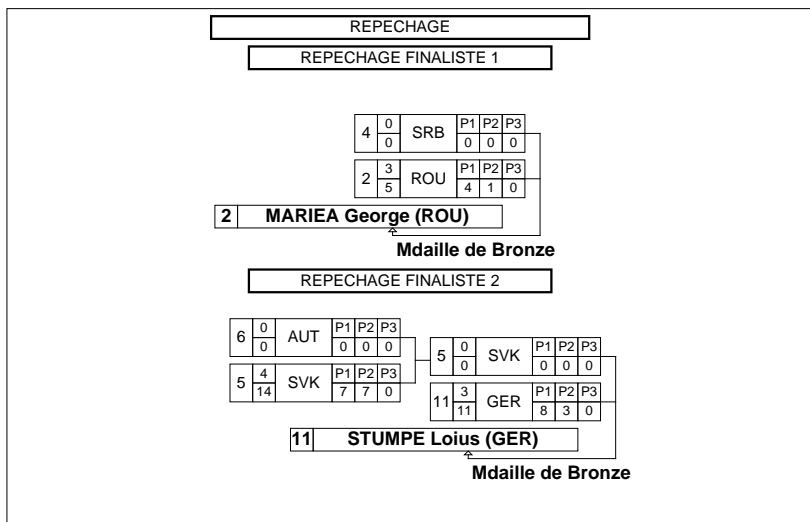 REPECHAGE
REPECHAGE FINALISTE 1
4 0 SRB P1 P2 P3
0 0 0 0
2 3 ROU P1 P2 P3
5 4 1 0
2 MARIEA George (ROU)
Mdaille de Bronze
REPECHAGE FINALISTE 2
6 0 AUT P1 P2 P3
0 0 0 0
5 0 SVK P1 P2 P3
0 0 0 0
5 4 SVK P1 P2 P3
14 7 7 0
11 3 GER P1 P2 P3
11 8 3 0
11 STUMPE Loius (GER)
Mdaille de Bronze